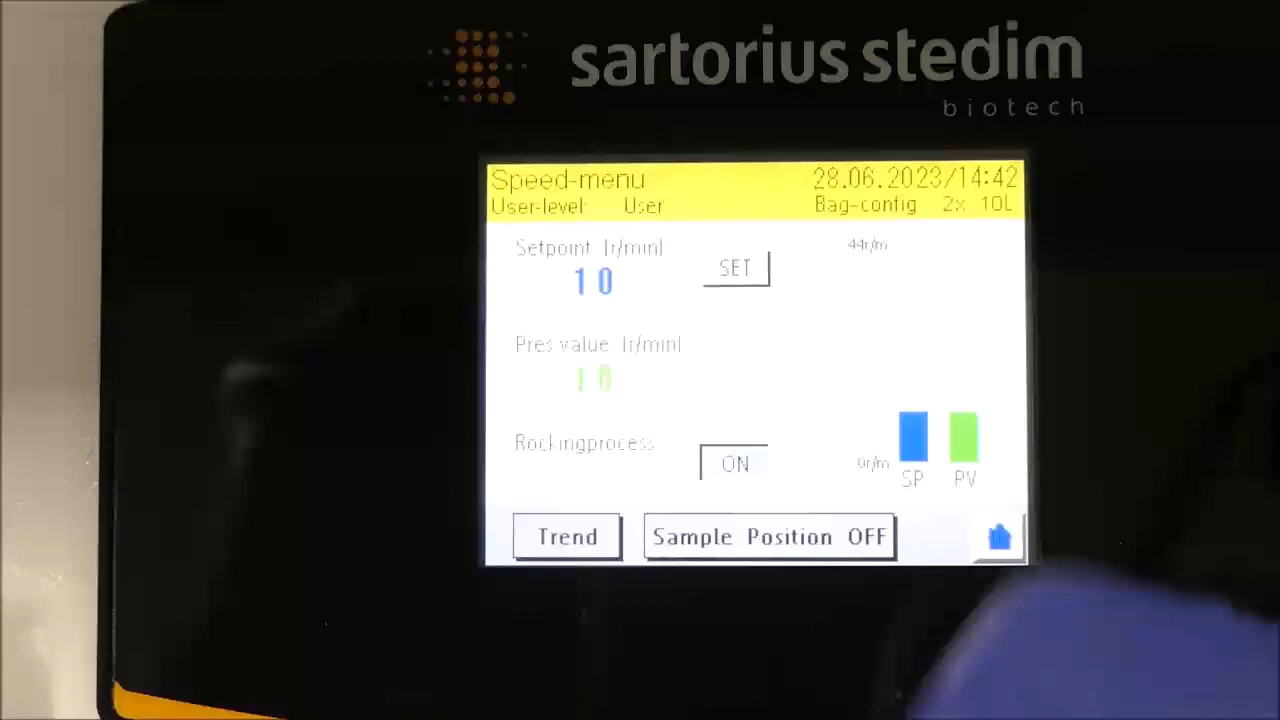 sartorius stedim
biotech
Speed-menu 28.06.2023/14:42
User-level: User Bag-config 2x 10L
Setpoint [r/min] SET 44r/m
10
Pres.value [r/min]
10
Rockingprocess ON 0r/m
SP PV
Trend Sample Position OFF